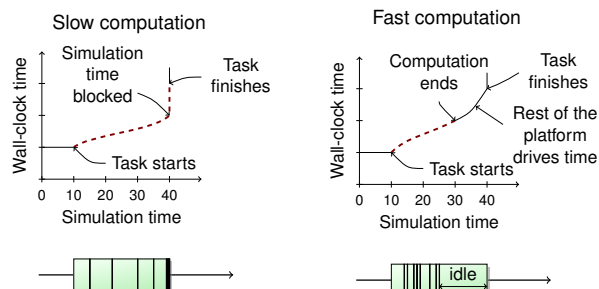 Slow computation
Wall-clock time
Simulation
time
blocked
Task
finishes
Task starts
0 10 20 30 40
Simulation time
Fast computation
Wall-clock time
Computation
ends
Task
finishes
Rest of the
platform
drives time
Task starts
0 10 20 30 40
Simulation time
idle